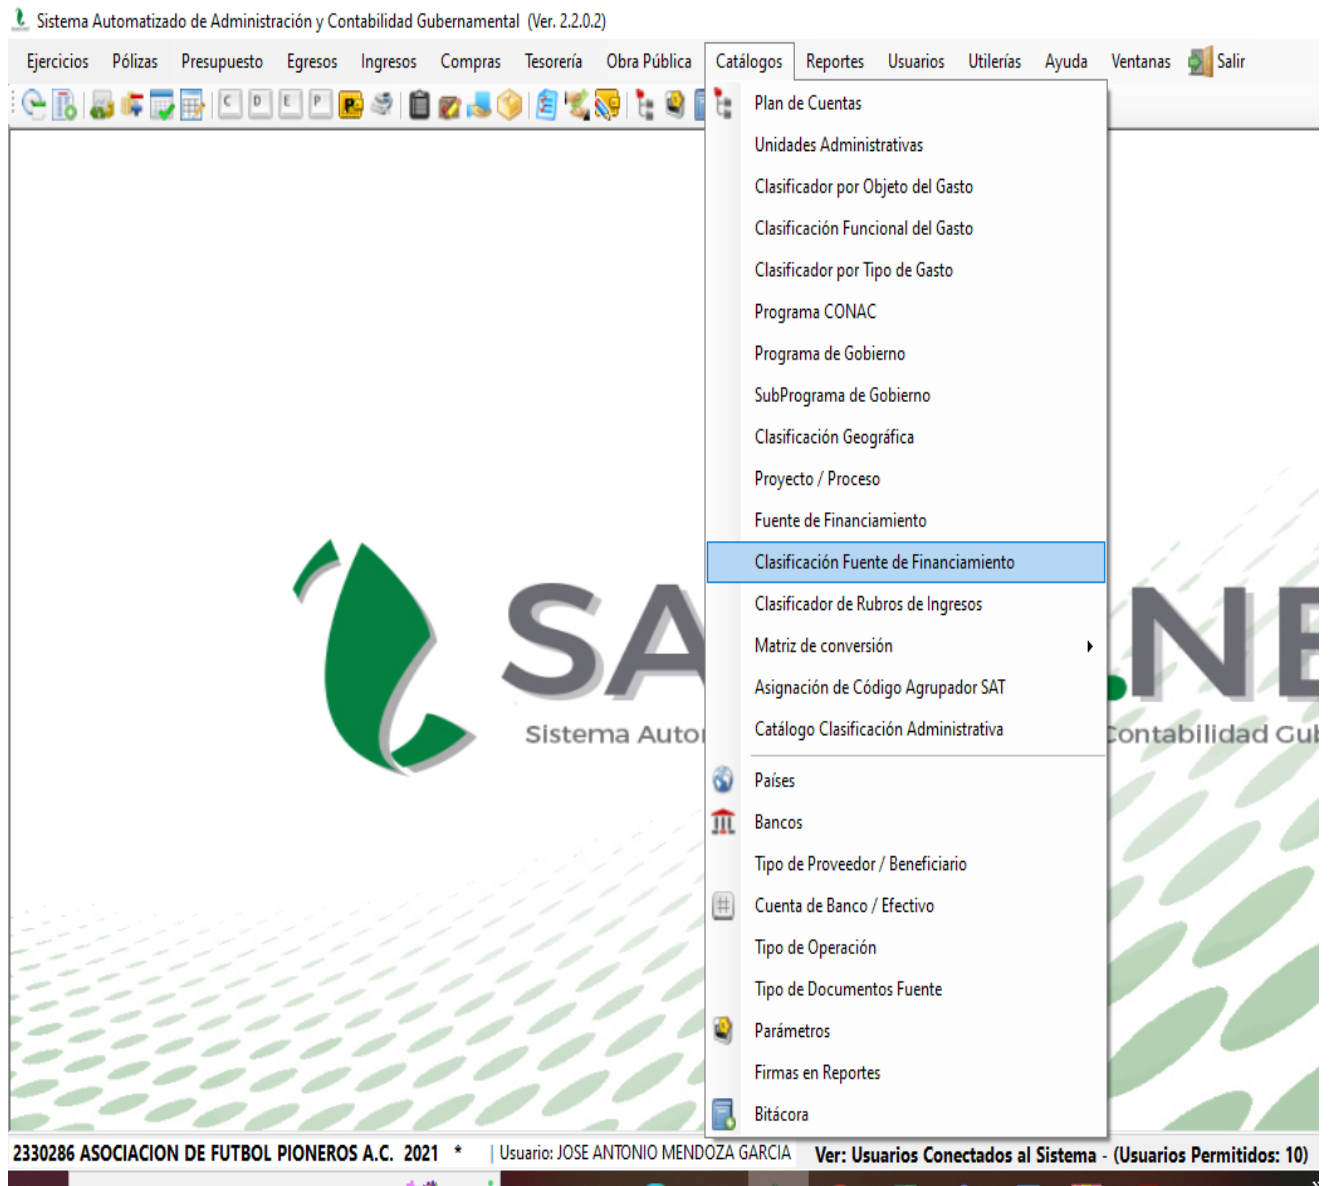 Sistema Automatizado de Administración y Contabilidad Gubernamental (Ver. 2.2.0.2)
Ejercicios Pólizas Presupuesto Egresos Ingresos Compras Tesorería Obra Pública Catálogos Reportes Usuarios Utilerías Ayuda Ventanas Salir
C D E P P
Plan de Cuentas
Unidades Administrativas
Clasificador por Objeto del Gasto
Clasificación Funcional del Gasto
Clasificador por Tipo de Gasto
Programa CONAC
Programa de Gobierno
SubPrograma de Gobierno
Clasificación Geográfica
Proyecto / Proceso
Fuente de Financiamiento
Clasificación Fuente de Financiamiento
Clasificador de Rubros de Ingresos
Matriz de conversión
Asignación de Código Agrupador SAT
Catálogo Clasificación Administrativa
Países
Bancos
Tipo de Proveedor / Beneficiario
Cuenta de Banco / Efectivo
Tipo de Operación
Tipo de Documentos Fuente
Parámetros
Firmas en Reportes
Bitácora
SA .NE
Sistema Auto Contabilidad Gu
2330286 ASOCIACION DE FUTBOL PIONEROS A.C. 2021 * | Usuario: JOSE ANTONIO MENDOZA GARCIA Ver: Usuarios Conectados al Sistema - (Usuarios Permitidos: 10)